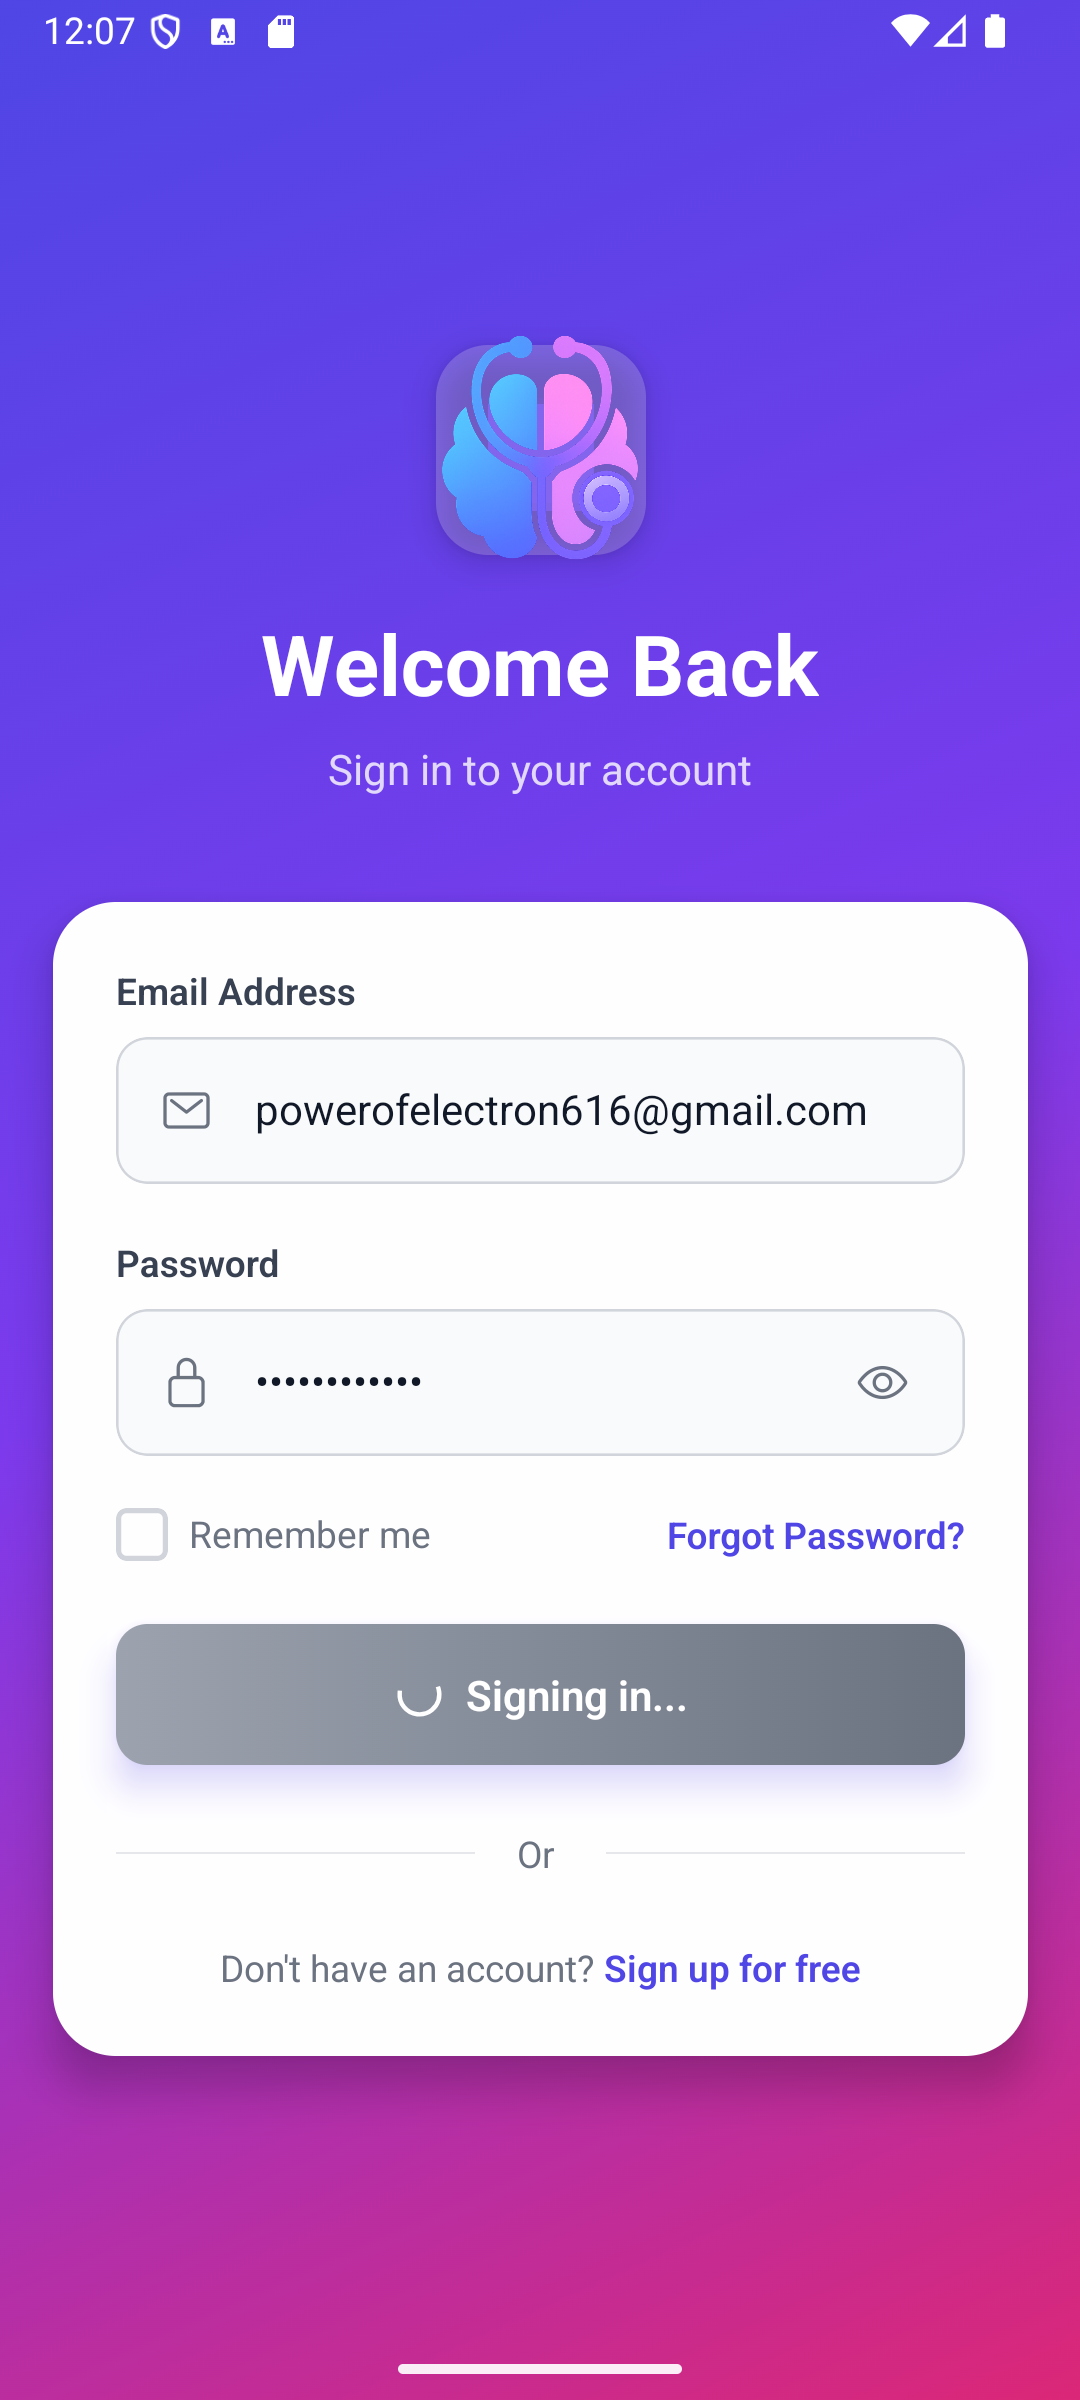 12:07
Welcome Back
Sign in to your account
Email Address
powerofelectron616@gmail.com
Password
••••••••••••
Remember me
Forgot Password?
Signing in...
Or
Don't have an account? Sign up for free